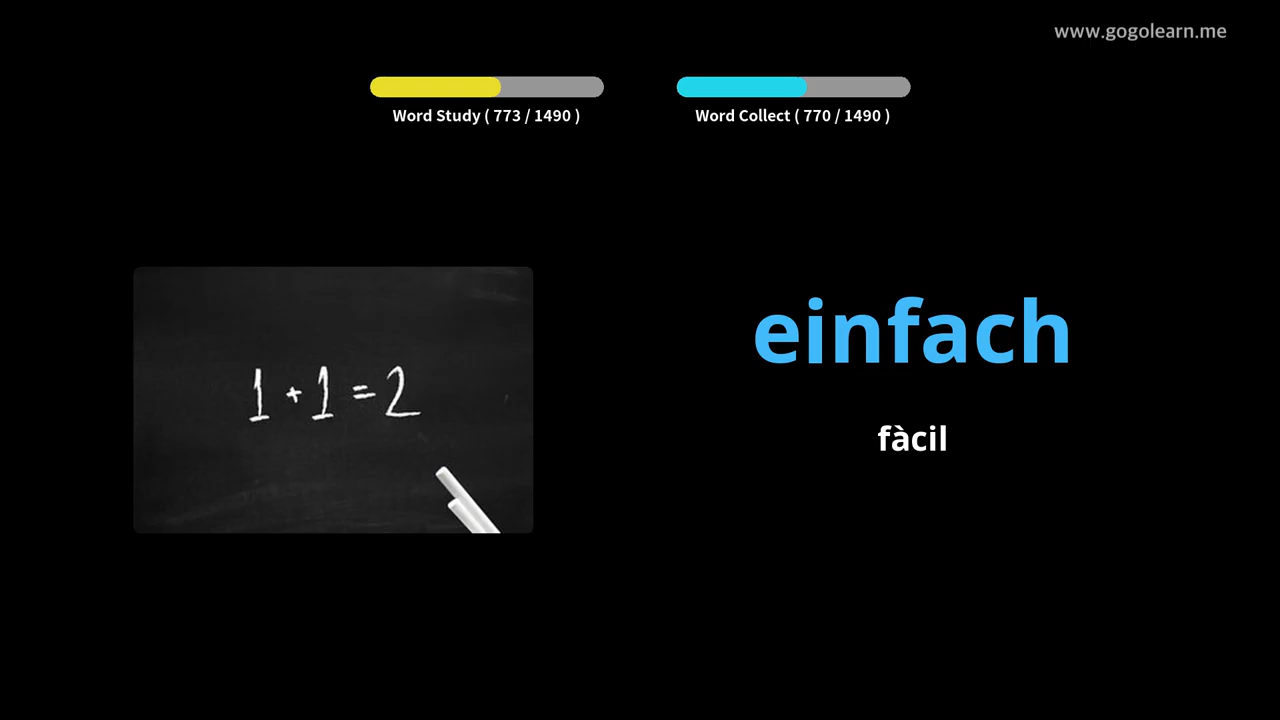 www.gogolearn.me
Word Study ( 773 / 1490 )
Word Collect ( 770 / 1490 )
1 + 1 = 2
einfach
fàcil